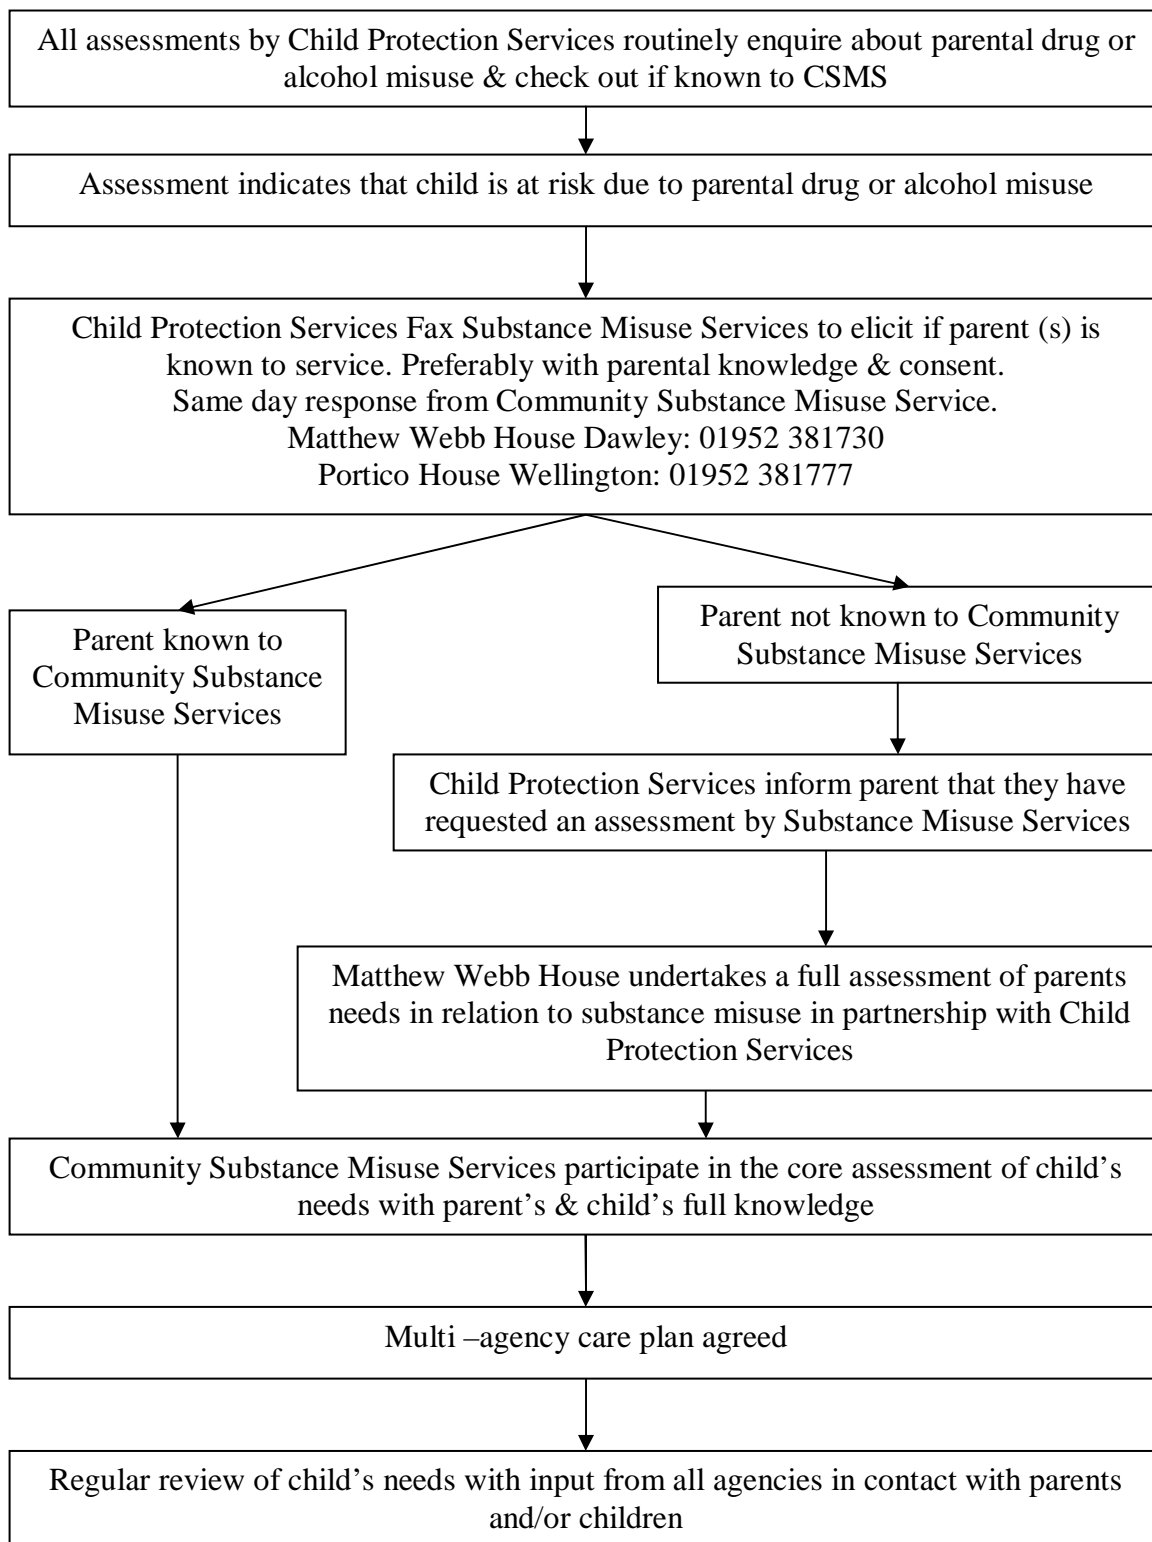 All assessments by Child Protection Services routinely enquire about parental drug or
alcohol misuse & check out if known to CSMS
Assessment indicates that child is at risk due to parental drug or alcohol misuse
Child Protection Services Fax Substance Misuse Services to elicit if parent (s) is
known to service. Preferably with parental knowledge & consent.
Same day response from Community Substance Misuse Service.
Matthew Webb House Dawley: 01952 381730
Portico House Wellington: 01952 381777
Parent known to
Community Substance
Misuse Services
Parent not known to Community
Substance Misuse Services
Child Protection Services inform parent that they have
requested an assessment by Substance Misuse Services
Matthew Webb House undertakes a full assessment of parents
needs in relation to substance misuse in partnership with Child
Protection Services
Community Substance Misuse Services participate in the core assessment of child’s
needs with parent’s & child’s full knowledge
Multi –agency care plan agreed
Regular review of child’s needs with input from all agencies in contact with parents
and/or children